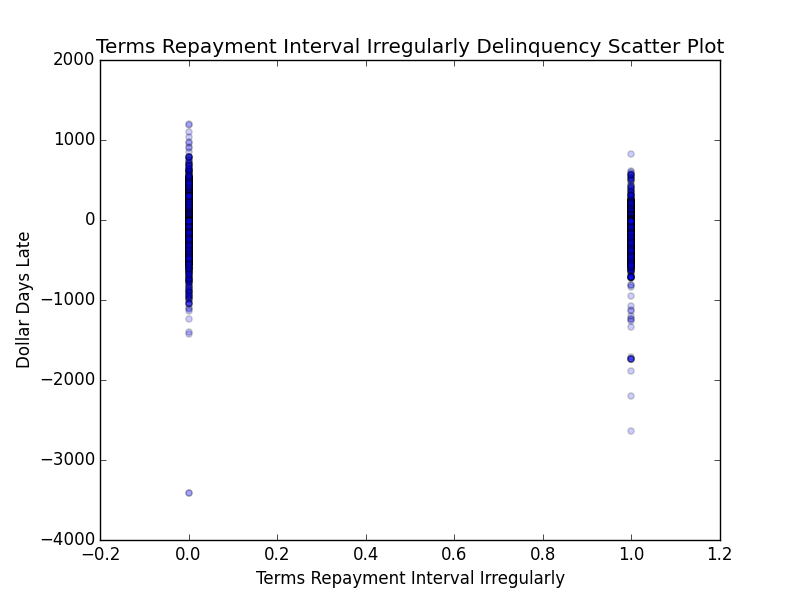 Terms Repayment Interval Irregularly Delinquency Scatter Plot
2000
1000
0
−1000
−2000
−3000
−4000
Dollar Days Late
−0.2 0.0 0.2 0.4 0.6 0.8 1.0 1.2
Terms Repayment Interval Irregularly